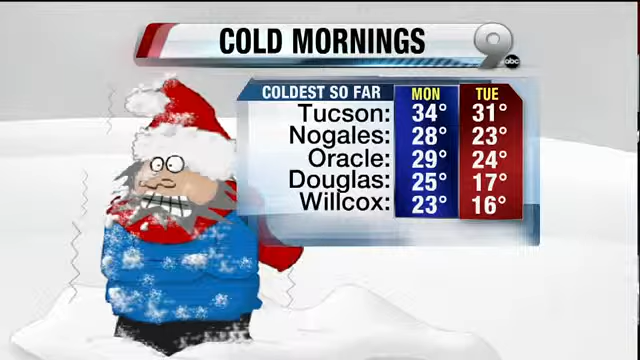 COLD MORNINGS
9
abc
COLDEST SO FAR MON TUE
Tucson: 34° 31°
Nogales: 28° 23°
Oracle: 29° 24°
Douglas: 25° 17°
Willcox: 23° 16°